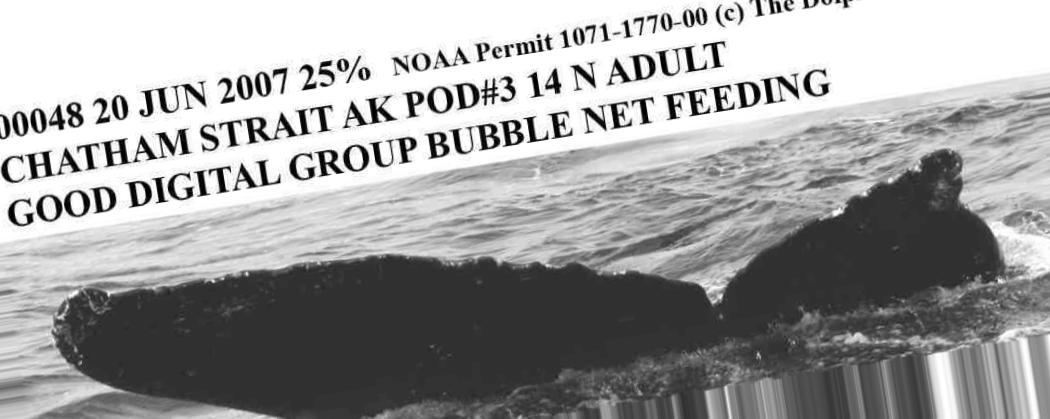 00048 20 JUN 2007 25% NOAA Permit 1071-1770-00 (c) The
CHATHAM STRAIT AK POD#3 14 N ADULT
GOOD DIGITAL GROUP BUBBLE NET FEEDING